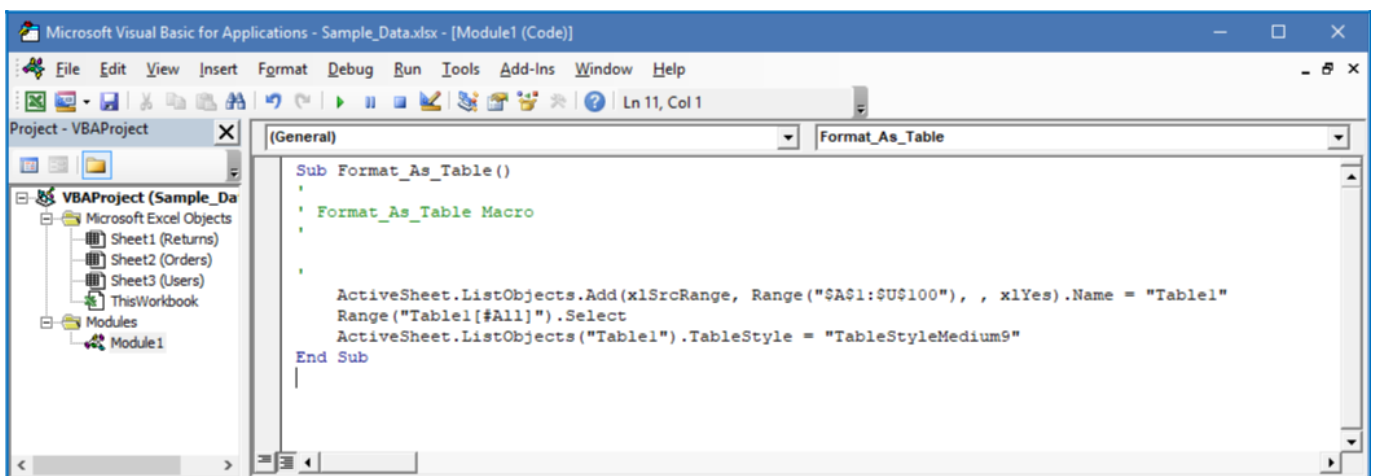 Microsoft Visual Basic for Applications - Sample_Data.xlsx - [Module1 (Code)]
File Edit View Insert Format Debug Run Tools Add-Ins Window Help
Ln 11, Col 1
Project - VBAProject
(General)
Format_As_Table
VBAProject (Sample_Da
Microsoft Excel Objects
Sheet1 (Returns)
Sheet2 (Orders)
Sheet3 (Users)
ThisWorkbook
Modules
Module1
Sub Format_As_Table()
'
' Format_As_Table Macro
'
'
ActiveSheet.ListObjects.Add(xlSrcRange, Range("$A$1:$U$100"), , xlYes).Name = "Table1"
Range("Table1[#All]").Select
ActiveSheet.ListObjects("Table1").TableStyle = "TableStyleMedium9"
End Sub